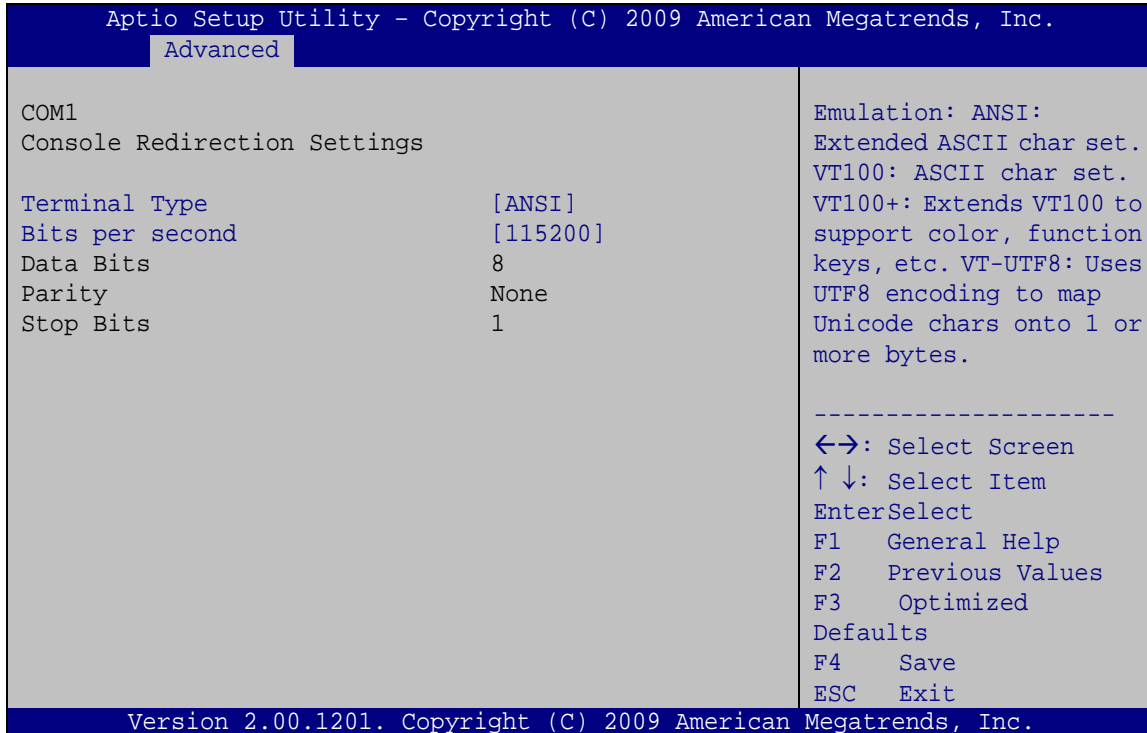 Aptio Setup Utility – Copyright (C) 2009 American Megatrends, Inc.
Advanced
COM1
Console Redirection Settings
Terminal Type [ANSI]
Bits per second [115200]
Data Bits 8
Parity None
Stop Bits 1
Emulation: ANSI:
Extended ASCII char set.
VT100: ASCII char set.
VT100+: Extends VT100 to
support color, function
keys, etc. VT-UTF8: Uses
UTF8 encoding to map
Unicode chars onto 1 or
more bytes.
---------------------
←→: Select Screen
↑ ↓: Select Item
EnterSelect
F1 General Help
F2 Previous Values
F3 Optimized
Defaults
F4 Save
ESC Exit
Version 2.00.1201. Copyright (C) 2009 American Megatrends, Inc.